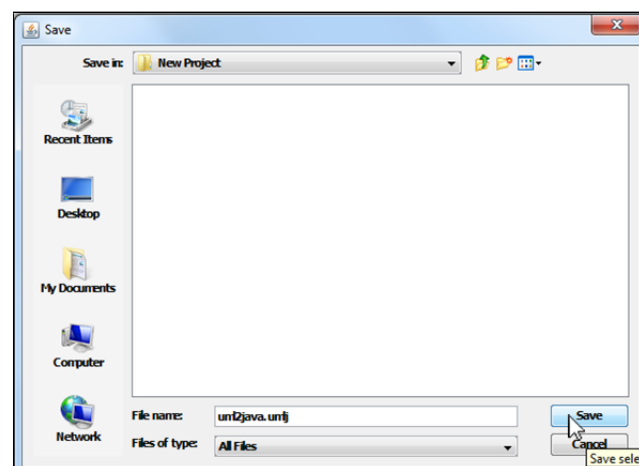 Save
Save in: New Project
Recent Items
Desktop
My Documents
Computer
Network
File name: uml2java.umlj
Save
Files of type: All Files
Cancel
Save sele